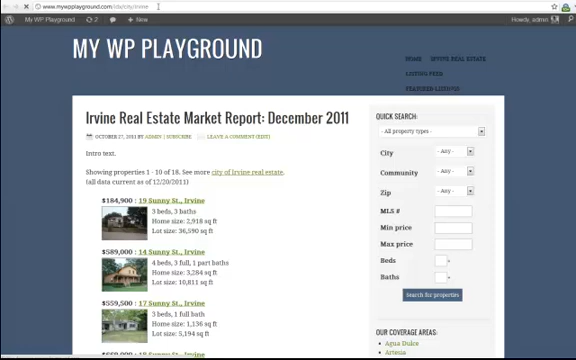 www.mywpplayground.com/idx/city/irvine
My WP Playground
2
+ New
Howdy, admin
MY WP PLAYGROUND
HOME
IRVINE REAL ESTATE
LISTING FEED
FEATURED LISTINGS
Irvine Real Estate Market Report: December 2011
OCTOBER 27, 2011 BY ADMIN | SUBSCRIBE
LEAVE A COMMENT (EDIT)
Intro text.
Showing properties 1 - 10 of 18. See more city of Irvine real estate.
(all data current as of 12/20/2011)
$184,900 : 19 Sunny St., Irvine
3 beds, 3 baths
Home size: 2,918 sq ft
Lot size: 36,590 sq ft
$589,000 : 14 Sunny St., Irvine
4 beds, 3 full, 1 part baths
Home size: 3,284 sq ft
Lot size: 10,811 sq ft
$559,500 : 17 Sunny St., Irvine
3 beds, 1 full bath
Home size: 1,136 sq ft
Lot size: 5,194 sq ft
QUICK SEARCH:
- All property types -
City
- Any -
Community
- Any -
Zip
- Any -
MLS #
Min price
Max price
Beds
+
Baths
+
Search for properties
OUR COVERAGE AREAS:
Agua Dulce
Artesia